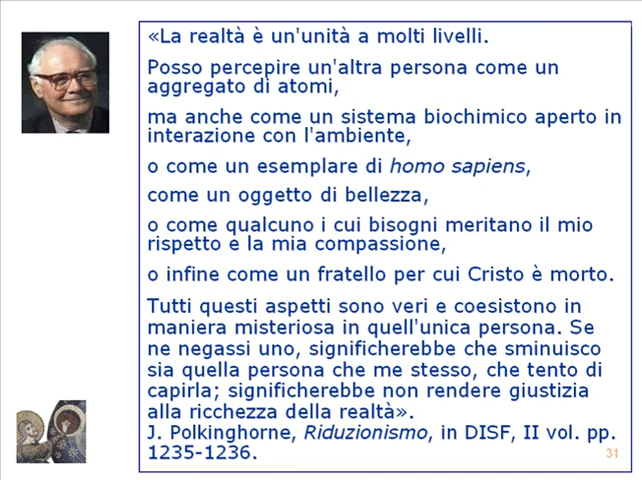 «La realtà è un'unità a molti livelli.
Posso percepire un'altra persona come un
aggregato di atomi,
ma anche come un sistema biochimico aperto in
interazione con l'ambiente,
o come un esemplare di homo sapiens,
come un oggetto di bellezza,
o come qualcuno i cui bisogni meritano il mio
rispetto e la mia compassione,
o infine come un fratello per cui Cristo è morto.
Tutti questi aspetti sono veri e coesistono in
maniera misteriosa in quell'unica persona. Se
ne negassi uno, significherebbe che sminuisco
sia quella persona che me stesso, che tento di
capirla; significherebbe non rendere giustizia
alla ricchezza della realtà».
J. Polkinghorne, Riduzionismo, in DISF, II vol. pp.
1235-1236.
31